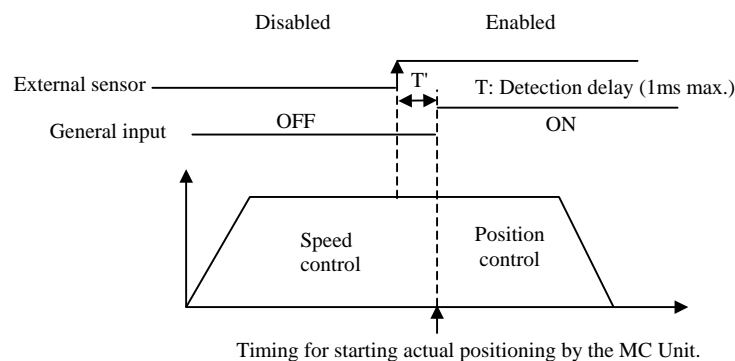 Disabled Enabled
External sensor T' T: Detection delay (1ms max.)
General input OFF ON
Speed control
Position control
Timing for starting actual positioning by the MC Unit.